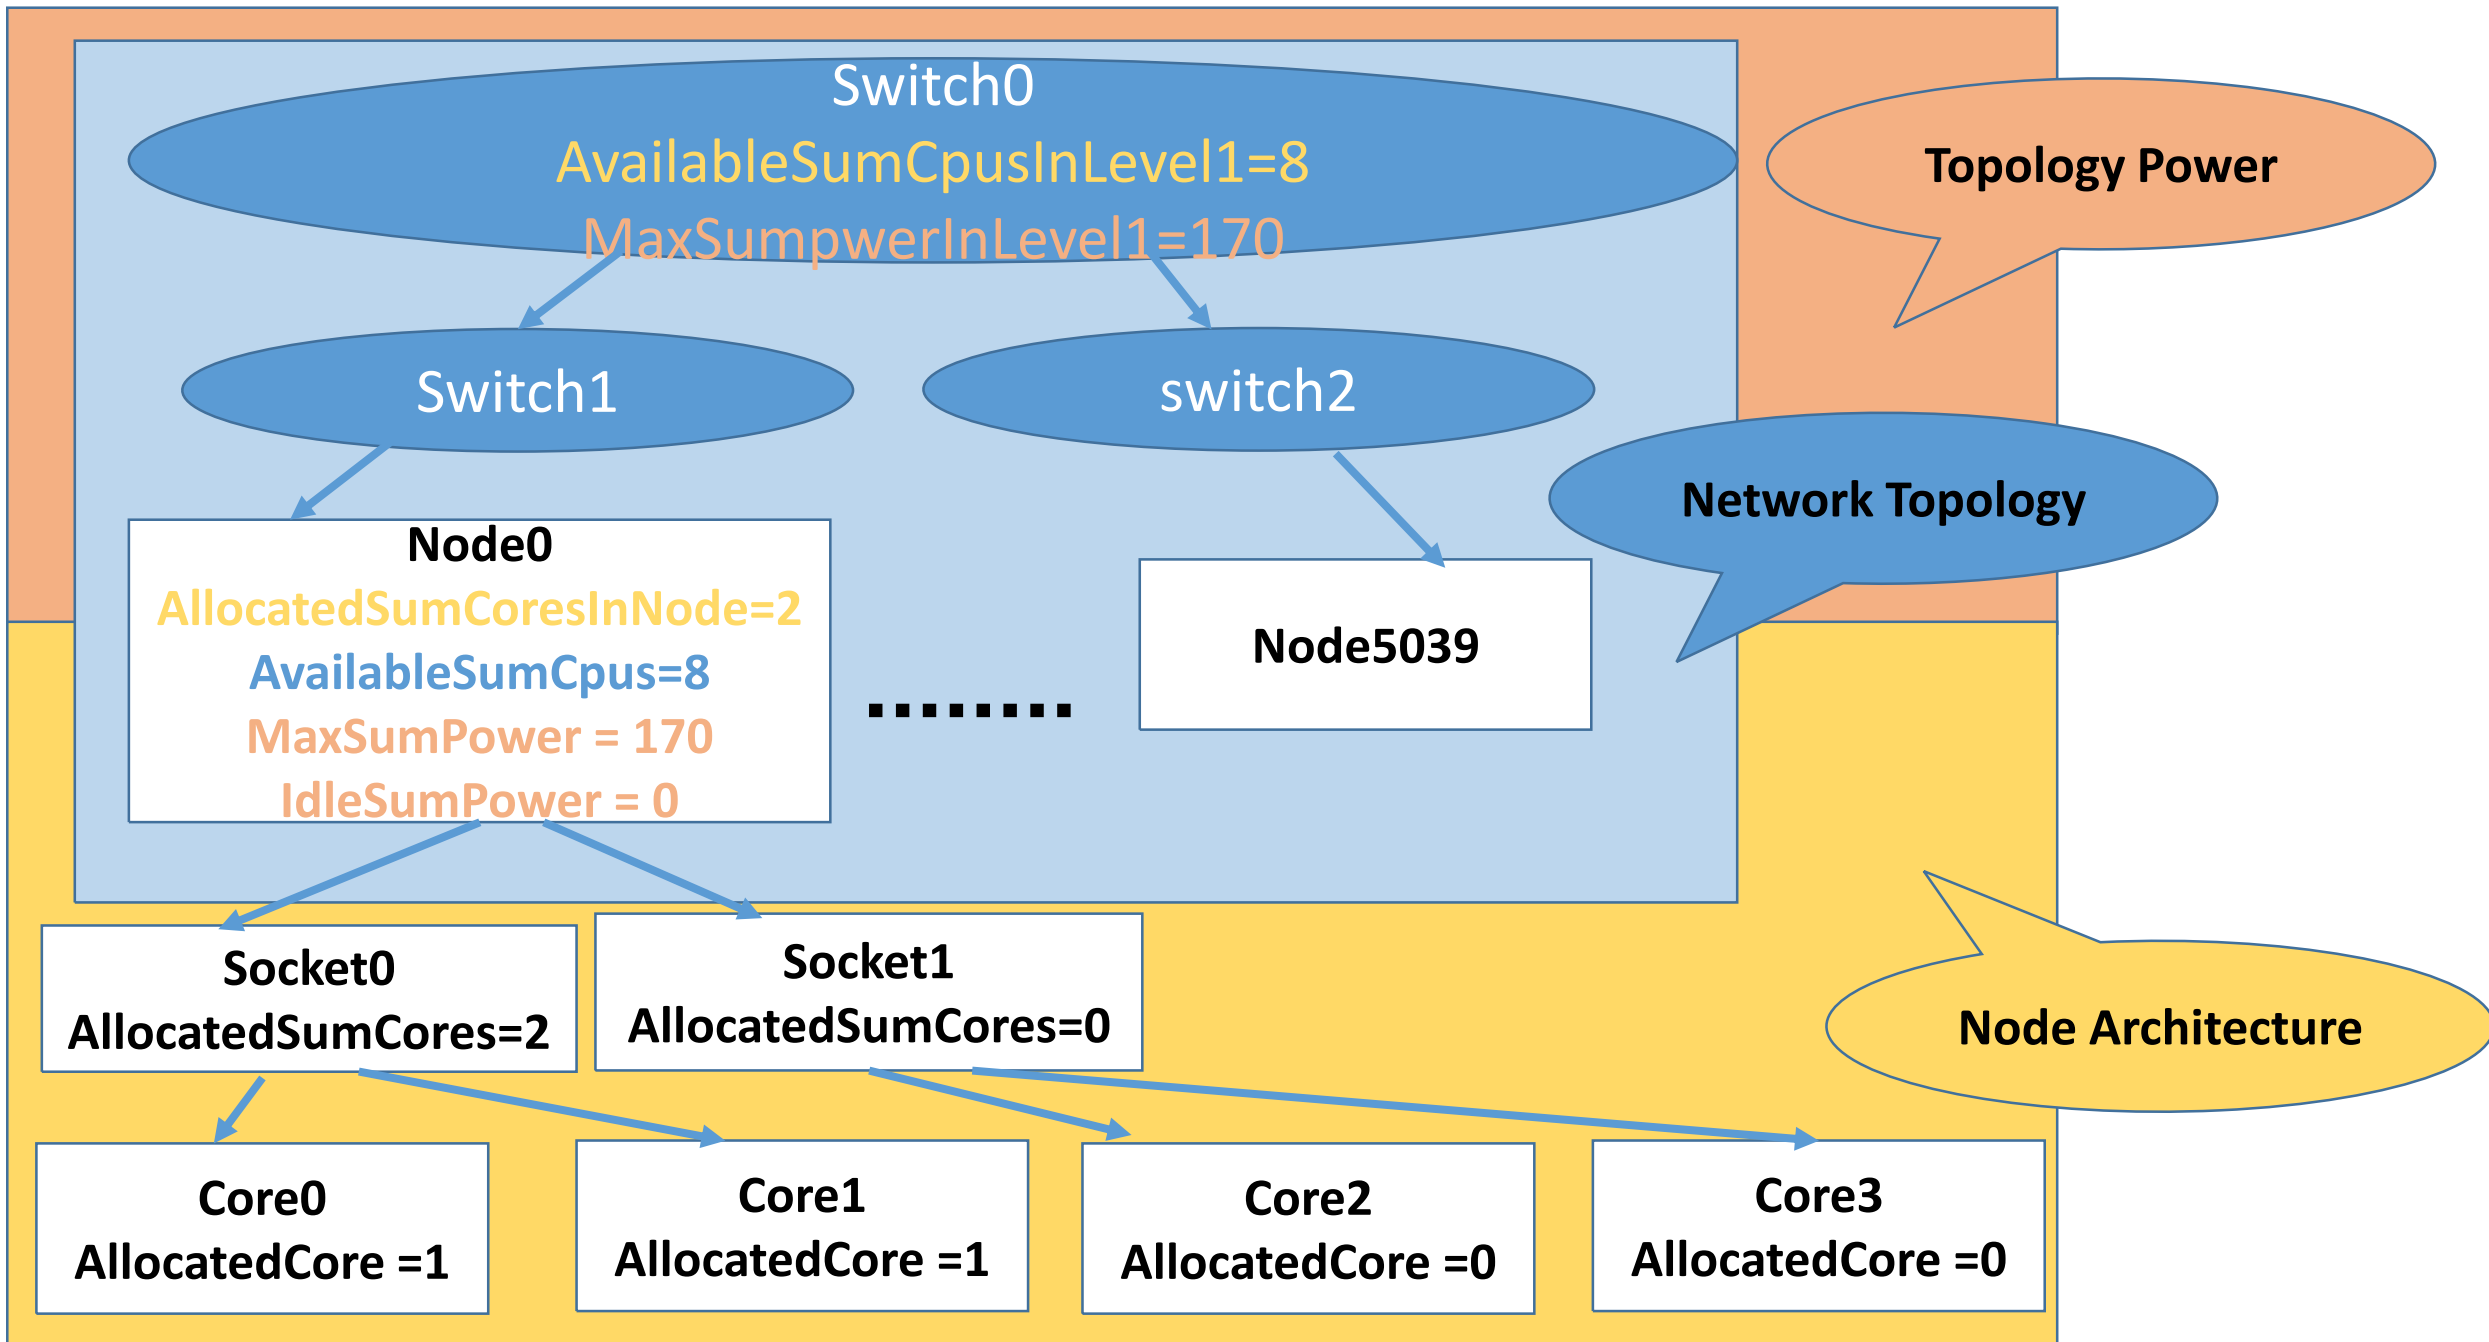 Switch0
AvailableSumCpusInLevel1=8
MaxSumpwerInLevel1=170
Topology Power
Switch1
switch2
Network Topology
Node0
AllocatedSumCoresInNode=2
AvailableSumCpus=8
MaxSumPower = 170
IdleSumPower = 0
........
Node5039
Socket0
AllocatedSumCores=2
Socket1
AllocatedSumCores=0
Node Architecture
Core0
AllocatedCore =1
Core1
AllocatedCore =1
Core2
AllocatedCore =0
Core3
AllocatedCore =0